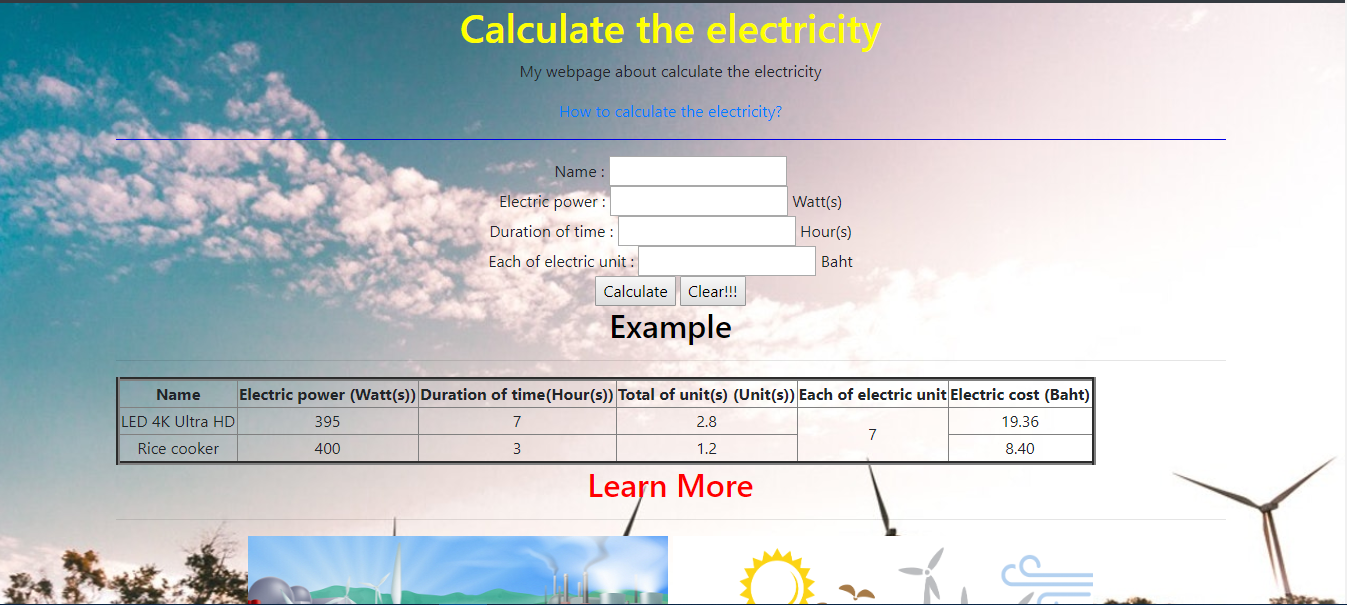 Calculate the electricity
My webpage about calculate the electricity
How to calculate the electricity?
Name :
Electric power : Watt(s)
Duration of time : Hour(s)
Each of electric unit : Baht
Calculate Clear!!!
Example
Name Electric power (Watt(s)) Duration of time(Hour(s)) Total of unit(s) (Unit(s)) Each of electric unit Electric cost (Baht)
LED 4K Ultra HD 395 7 2.8 7 19.36
Rice cooker 400 3 1.2 8.40
Learn More